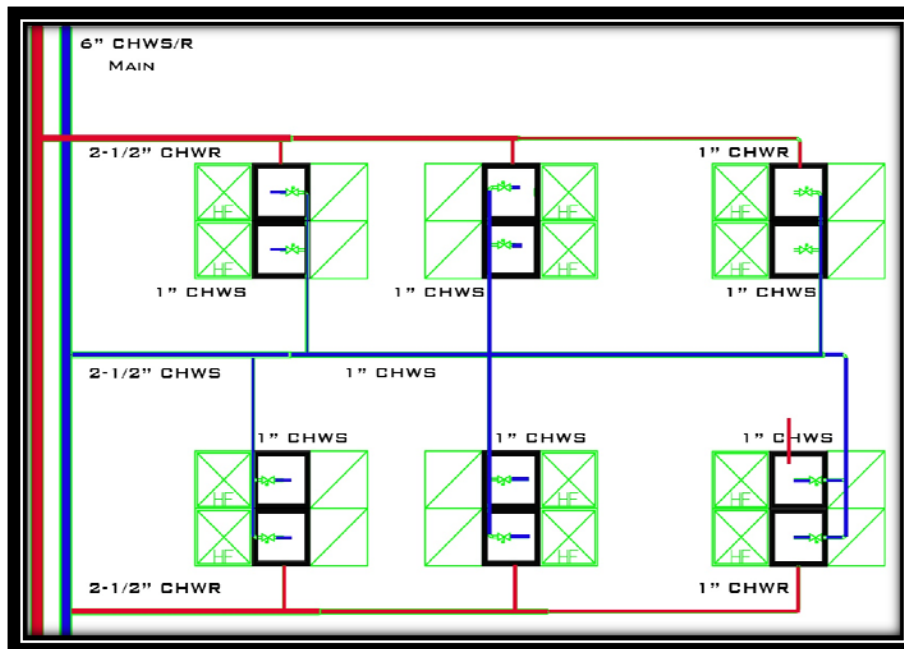 6” CHWS/R
Main
2-1/2” CHWR
1” CHWR
HF
HF
HF
HF
HF
HF
1” CHWS
1” CHWS
1” CHWS
2-1/2” CHWS
1” CHWS
1” CHWS
1” CHWS
1” CHWS
HF
HF
HF
HF
HF
HF
2-1/2” CHWR
1” CHWR